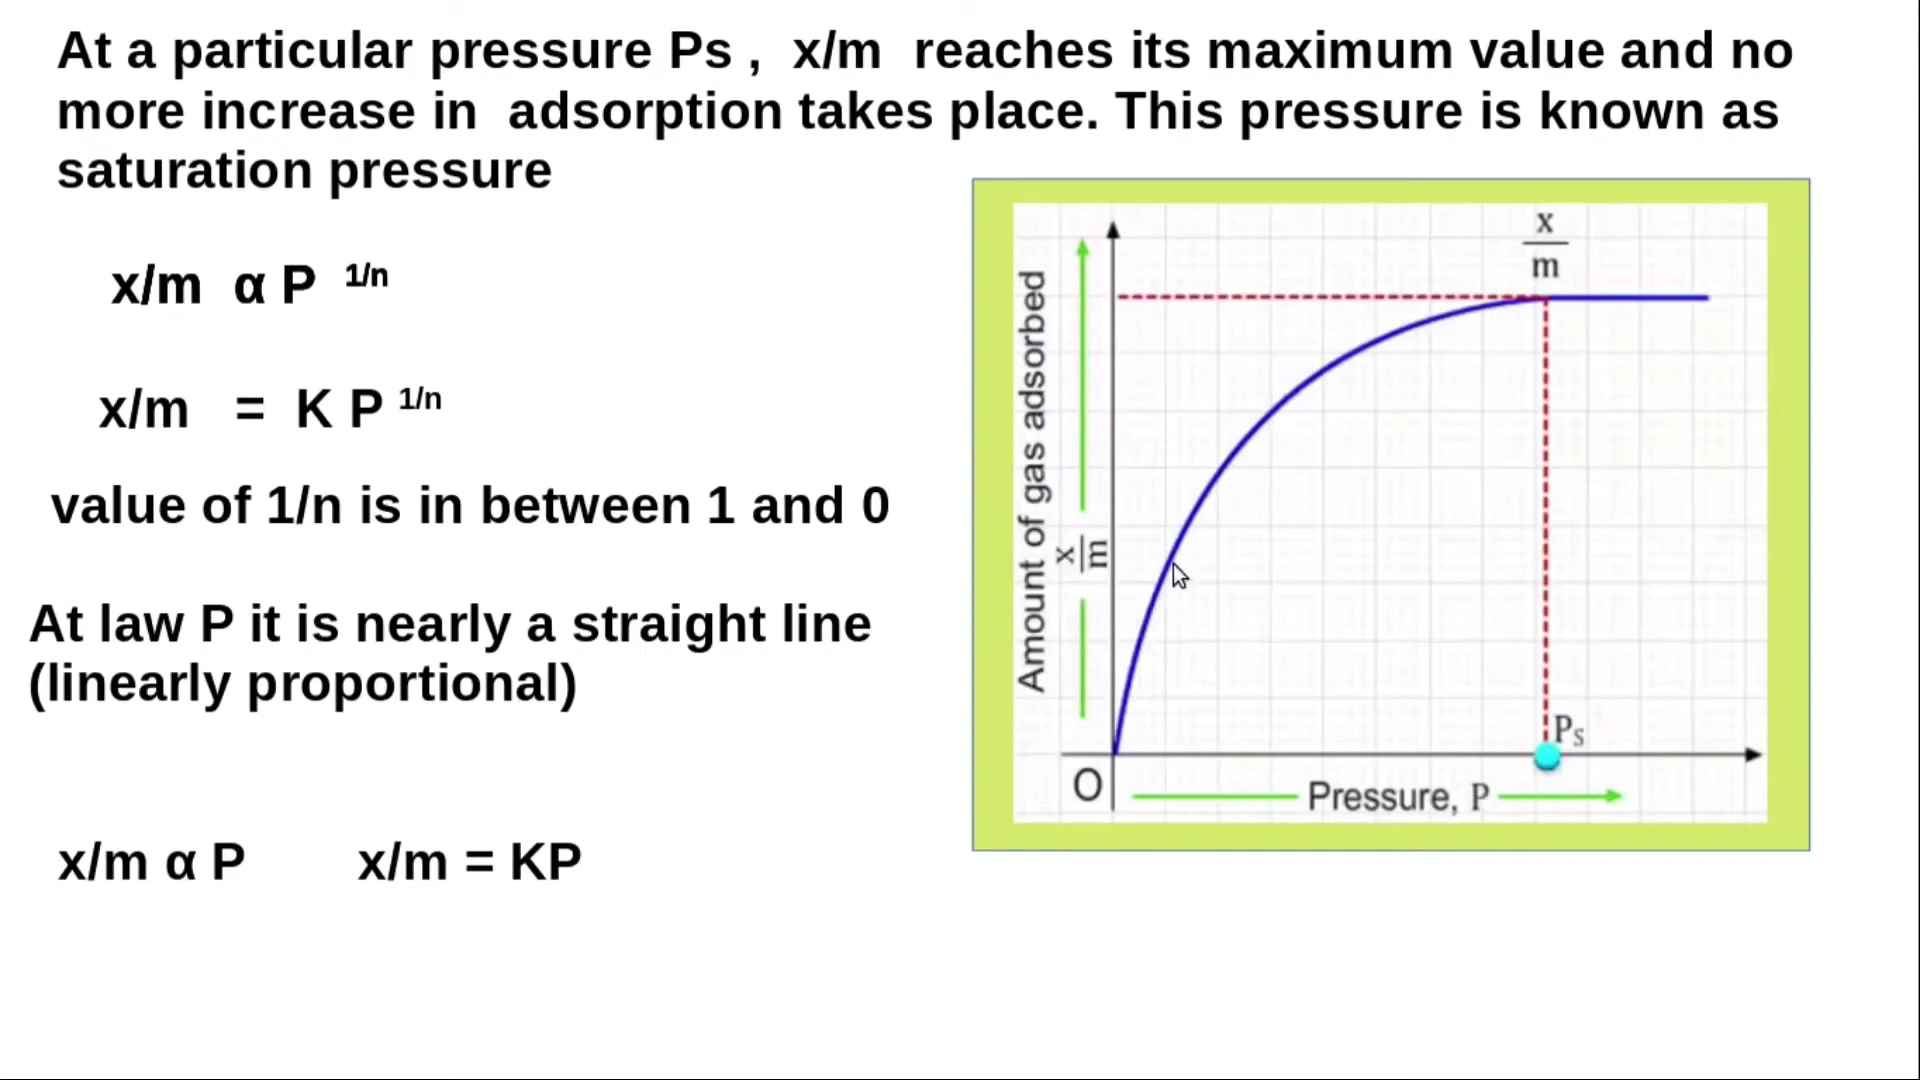 At a particular pressure Ps ,  x/m  reaches its maximum value and no
more increase in  adsorption takes place. This pressure is known as
saturation pressure
x/m  α P  1/n
x/m  =  K P 1/n
value of 1/n is in between 1 and 0
At law P it is nearly a straight line
(linearly proportional)
x/m α P    x/m = KP
x
m
Amount of gas adsorbed
x
m
Ps
O
Pressure, P